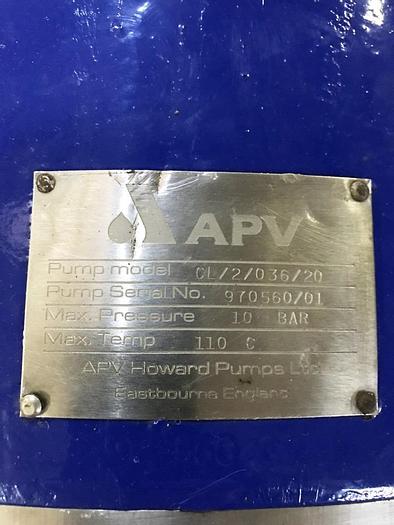 APV
Pump model CL/2/036/20
Pump Serial No. 970560/01
Max. Pressure 10 BAR
Max. Temp 110 C
APV Howard Pumps Ltd
Eastbourne England